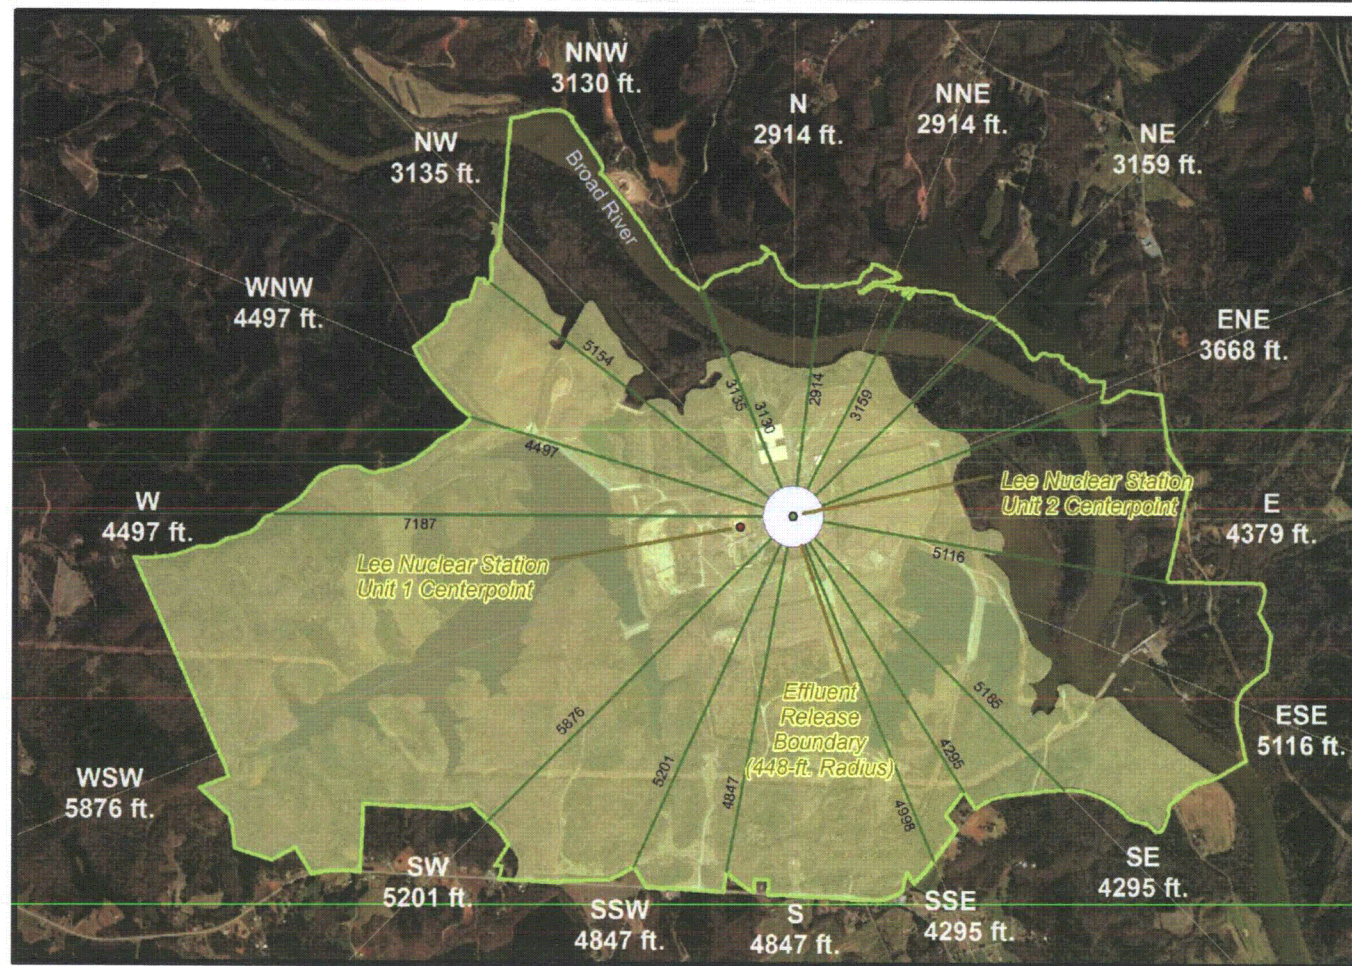 NNW
3130 ft.
N
2914 ft.
NNE
2914 ft.
NE
3159 ft.
NW
3135 ft.
Broad River
WNW
4497 ft.
ENE
3668 ft.
5154
3135
3130
2914
3159
4497
W
4497 ft.
7187
Lee Nuclear Station
Unit 2 Centerpoint
E
4379 ft.
Lee Nuclear Station
Unit 1 Centerpoint
5116
Effluent
Release
Boundary
(448-ft. Radius)
5185
5876
5201
4847
4295
4998
ESE
5116 ft.
WSW
5876 ft.
SW
5201 ft.
SSW
4847 ft.
S
4847 ft.
SSE
4295 ft.
SE
4295 ft.